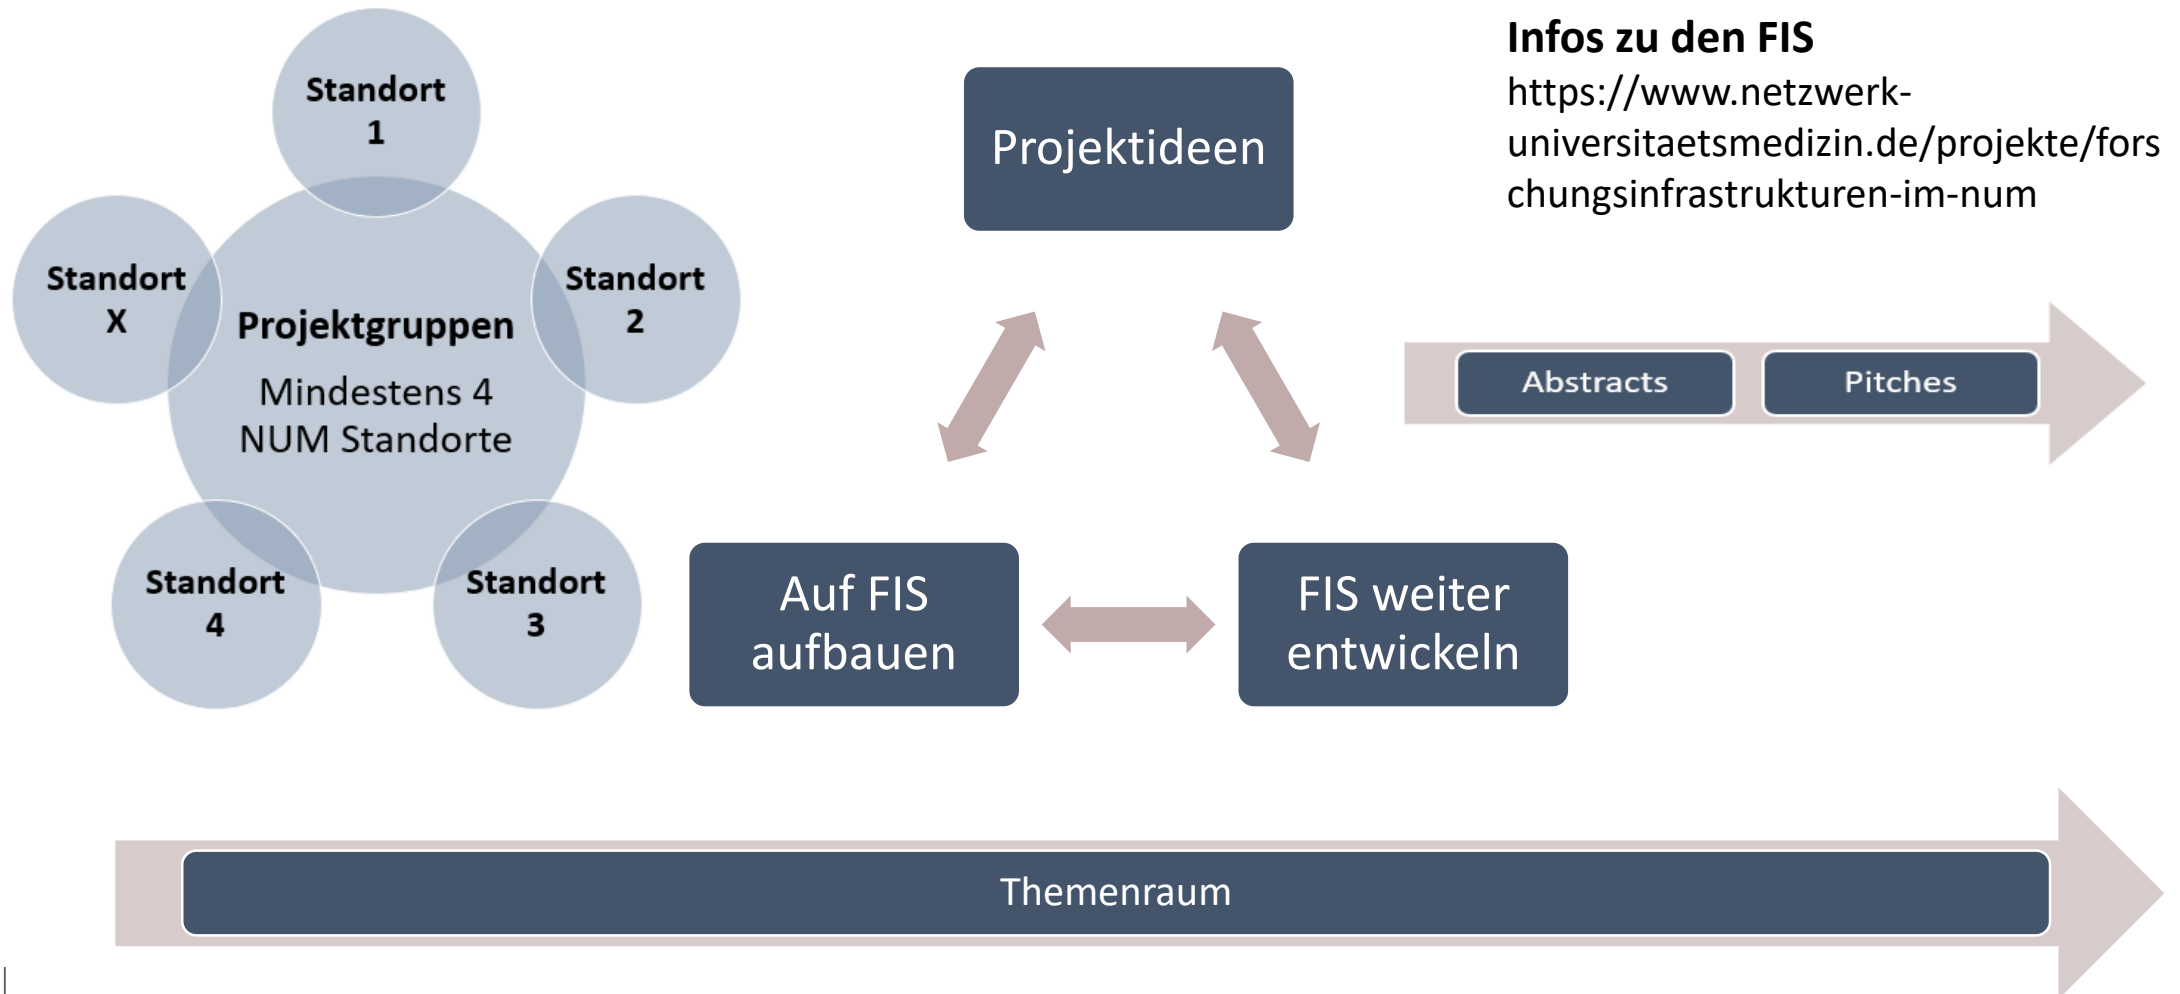 Standort
1
Standort
X
Standort
2
Projektgruppen
Mindestens 4
NUM Standorte
Standort
4
Standort
3
Projektideen
Auf FIS
aufbauen
FIS weiter
entwickeln
Infos zu den FIS
https://www.netzwerk-
universitaetsmedizin.de/projekte/fors
chungsinfrastrukturen-im-num
Abstracts
Pitches
Themenraum